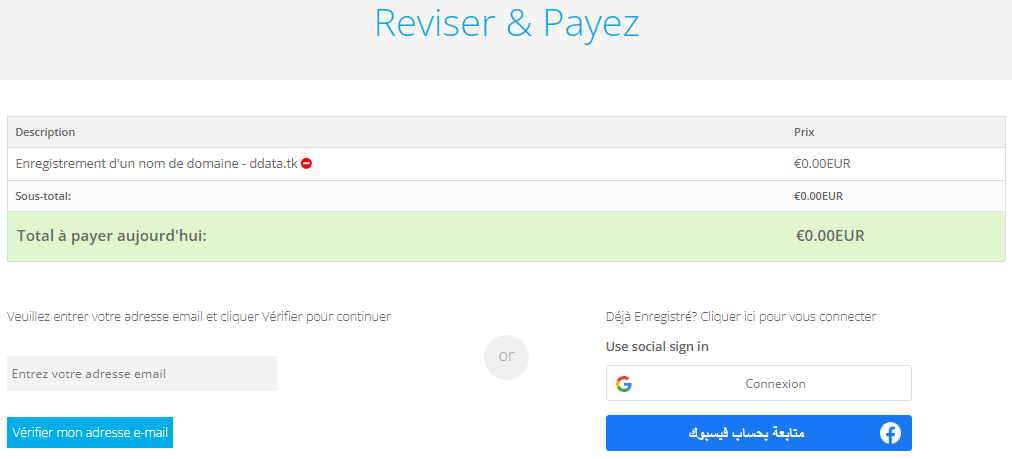 Reviser & Payez
Description Prix
Enregistrement d'un nom de domaine - ddata.tk €0.00EUR
Sous-total: €0.00EUR
Total à payer aujourd'hui: €0.00EUR
Veuillez entrer votre adresse email et cliquer Vérifier pour continuer
Entrez votre adresse email
Vérifier mon adresse e-mail
or
Déjà Enregistré? Cliquer ici pour vous connecter
Use social sign in
Connexion
متابعة بحساب فيسبوك